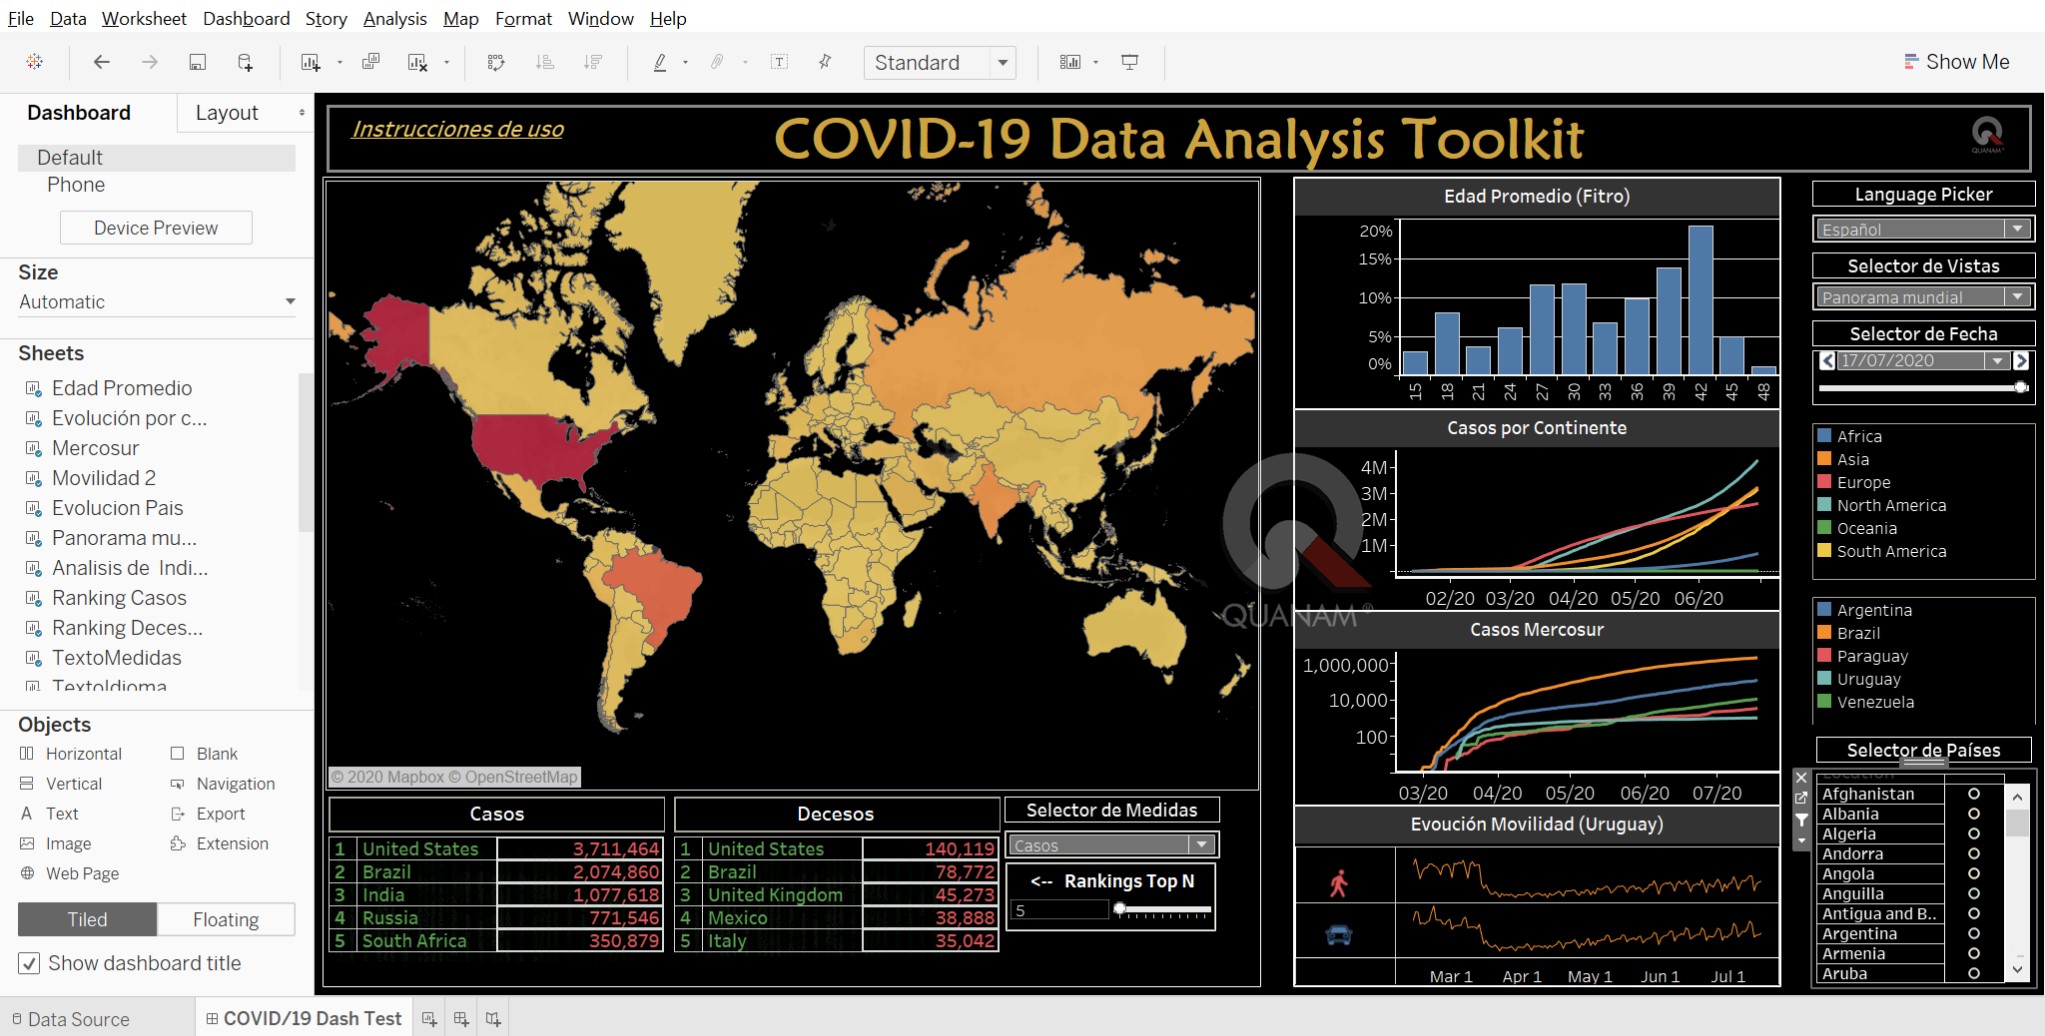 File Data Worksheet Dashboard Story Analysis Map Format Window Help
Standard
Show Me
Dashboard
Layout
Default
Phone
Device Preview
Size
Automatic
Sheets
Edad Promedio
Evolución por c...
Mercosur
Movilidad 2
Evolucion Pais
Panorama mu...
Analisis de Indi...
Ranking Casos
Ranking Deces...
TextoMedidas
TextoIdioma
Objects
Horizontal Blank
Vertical Navigation
A Text Export
Image Extension
Web Page
Tiled Floating
Show dashboard title
Data Source
COVID/19 Dash Test
Instrucciones de uso
COVID-19 Data Analysis Toolkit
QUANAM
© 2020 Mapbox © OpenStreetMap
Casos
1 United States 3,711,464
2 Brazil 2,074,860
3 India 1,077,618
4 Russia 771,546
5 South Africa 350,879
Decesos
1 United States 140,119
2 Brazil 78,772
3 United Kingdom 45,273
4 Mexico 38,888
5 Italy 35,042
Selector de Medidas
Casos
<-- Rankings Top N
5
QUANAM®
Edad Promedio (Fitro)
20%
15%
10%
5%
0%
15 18 21 24 27 30 33 36 39 42 45 48
Casos por Continente
4M
3M
2M
1M
02/20 03/20 04/20 05/20 06/20
Casos Mercosur
1,000,000
10,000
100
03/20 04/20 05/20 06/20 07/20
Evoución Movilidad (Uruguay)
Mar 1 Apr 1 May 1 Jun 1 Jul 1
Language Picker
Español
Selector de Vistas
Panorama mundial
Selector de Fecha
17/07/2020
Africa
Asia
Europe
North America
Oceania
South America
Argentina
Brazil
Paraguay
Uruguay
Venezuela
Selector de Países
Location
Afghanistan
Albania
Algeria
Andorra
Angola
Anguilla
Antigua and B..
Argentina
Armenia
Aruba